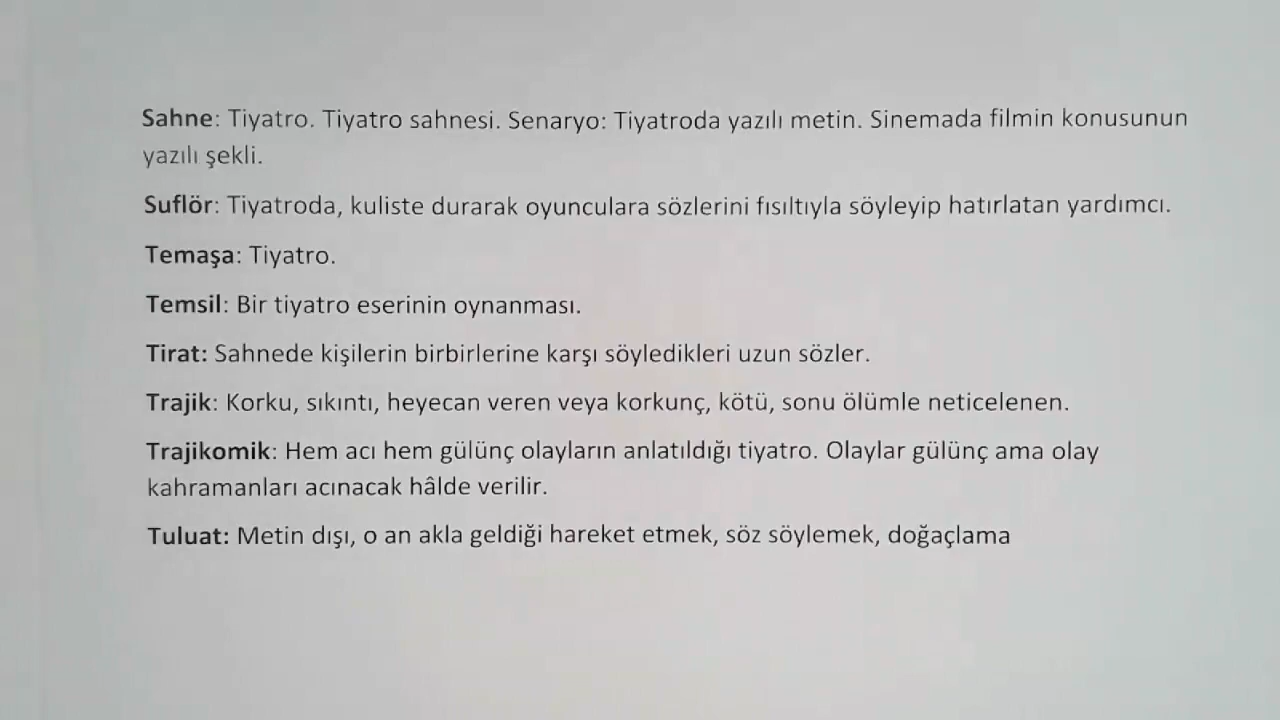 Sahne: Tiyatro. Tiyatro sahnesi. Senaryo: Tiyatroda yazılı metin. Sinemada filmin konusunun
yazılı şekli.
Suflör: Tiyatroda, kuliste durarak oyunculara sözlerini fısıltıyla söyleyip hatırlatan yardımcı.
Temaşa: Tiyatro.
Temsil: Bir tiyatro eserinin oynanması.
Tirat: Sahnede kişilerin birbirlerine karşı söyledikleri uzun sözler.
Trajik: Korku, sıkıntı, heyecan veren veya korkunç, kötü, sonu ölümle neticelenen.
Trajikomik: Hem acı hem gülünç olayların anlatıldığı tiyatro. Olaylar gülünç ama olay
kahramanları acınacak hâlde verilir.
Tuluat: Metin dışı, o an akla geldiği hareket etmek, söz söylemek, doğaçlama